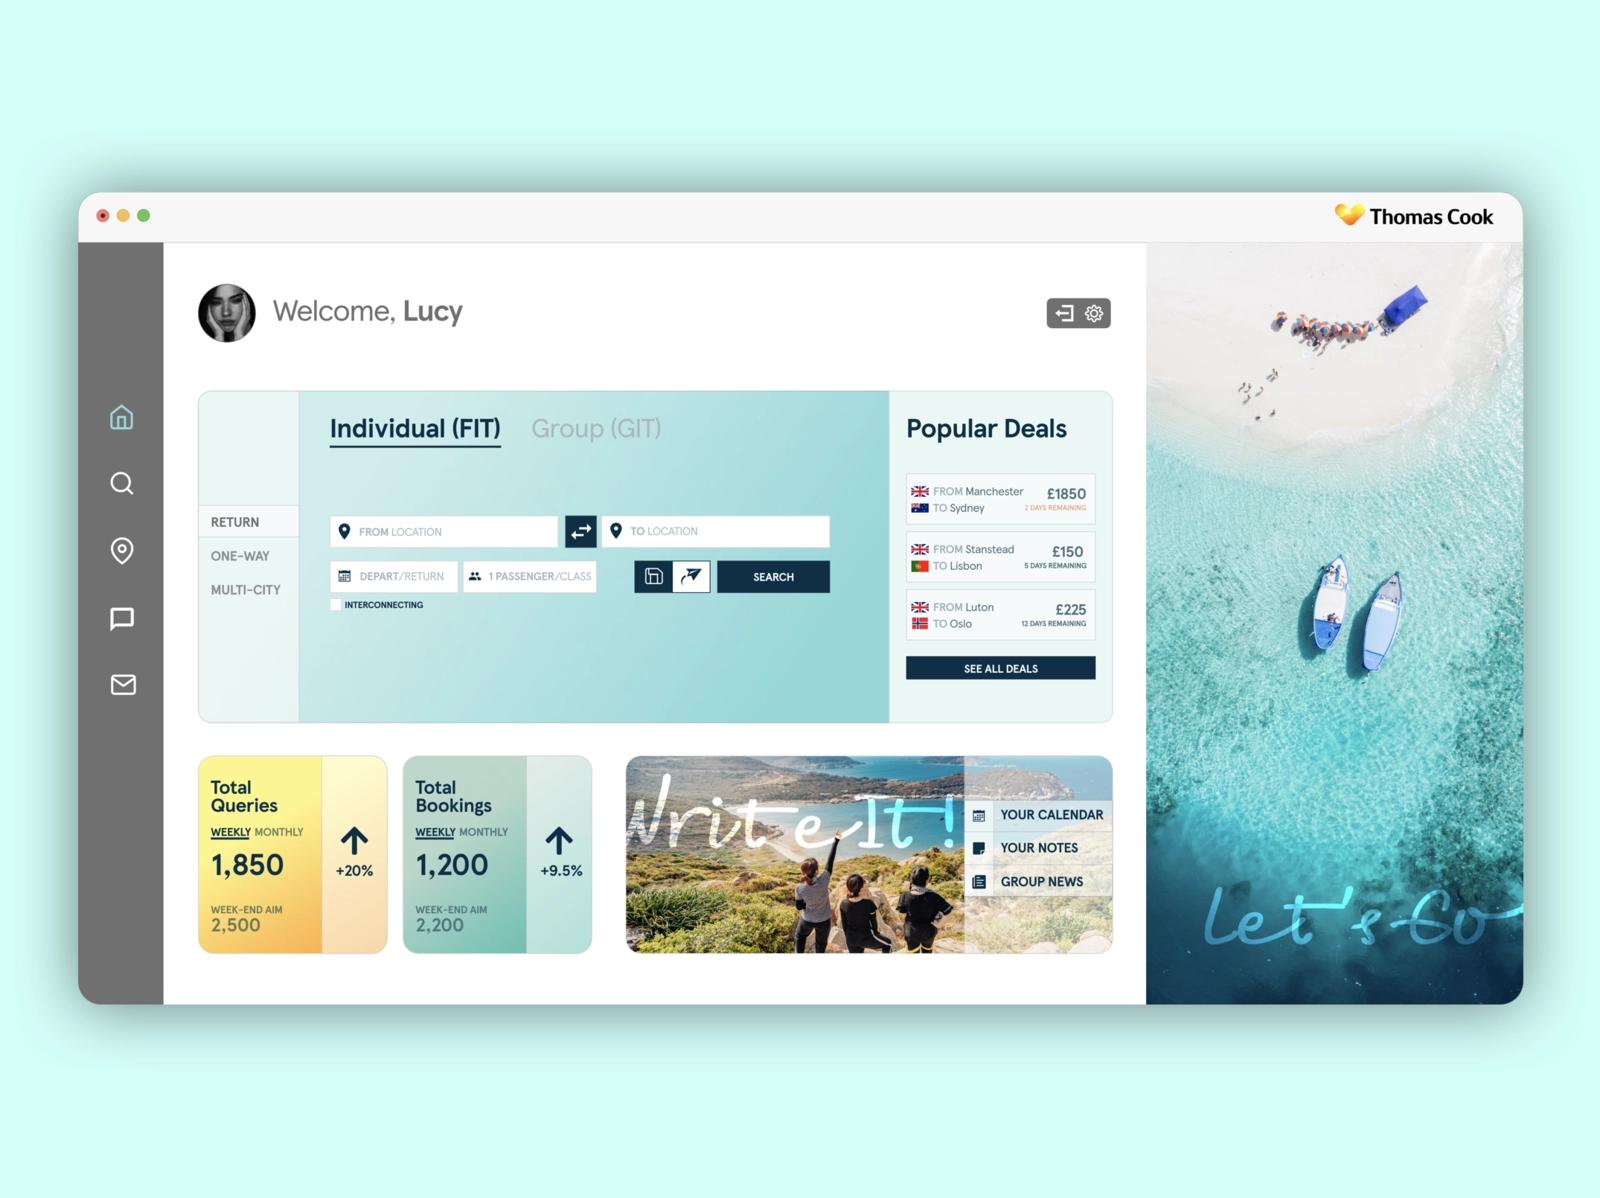 Thomas Cook
Welcome, Lucy
RETURN
ONE-WAY
MULTI-CITY
Individual (FIT)
Group (GIT)
FROM LOCATION
TO LOCATION
DEPART/RETURN
1 PASSENGER/CLASS
SEARCH
INTERCONNECTING
Popular Deals
FROM Manchester
£1850
TO Sydney
2 DAYS REMAINING
FROM Stanstead
£150
TO Lisbon
5 DAYS REMAINING
FROM Luton
£225
TO Oslo
12 DAYS REMAINING
SEE ALL DEALS
Total
Queries
WEEKLY MONTHLY
1,850
+20%
WEEK-END AIM
2,500
Total
Bookings
WEEKLY MONTHLY
1,200
+9.5%
WEEK-END AIM
2,200
Write It!
YOUR CALENDAR
YOUR NOTES
GROUP NEWS
Let's Go